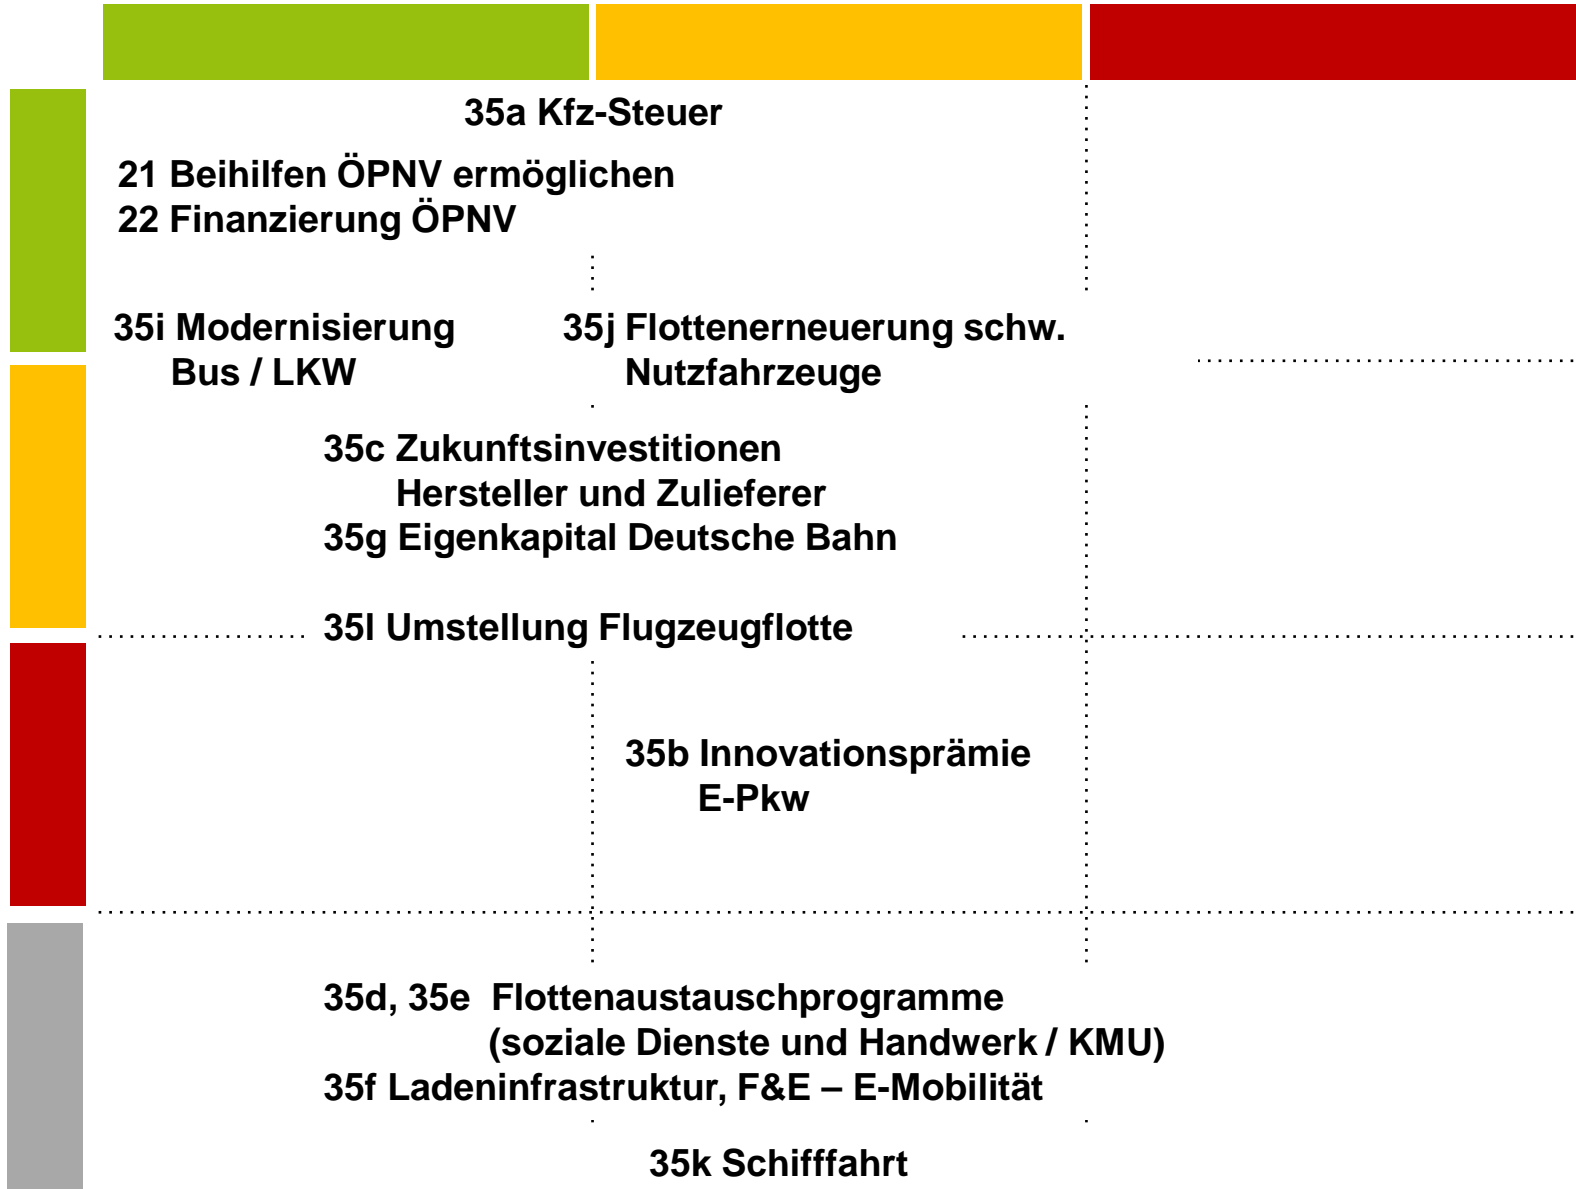 35a Kfz-Steuer
21 Beihilfen ÖPNV ermöglichen
22 Finanzierung ÖPNV
35i Modernisierung
Bus / LKW
35j Flottenerneuerung schw.
Nutzfahrzeuge
35c Zukunftsinvestitionen
Hersteller und Zulieferer
35g Eigenkapital Deutsche Bahn
35l Umstellung Flugzeugflotte
35b Innovationsprämie
E-Pkw
35d, 35e Flottenaustauschprogramme
(soziale Dienste und Handwerk / KMU)
35f Ladeninfrastruktur, F&E – E-Mobilität
35k Schifffahrt